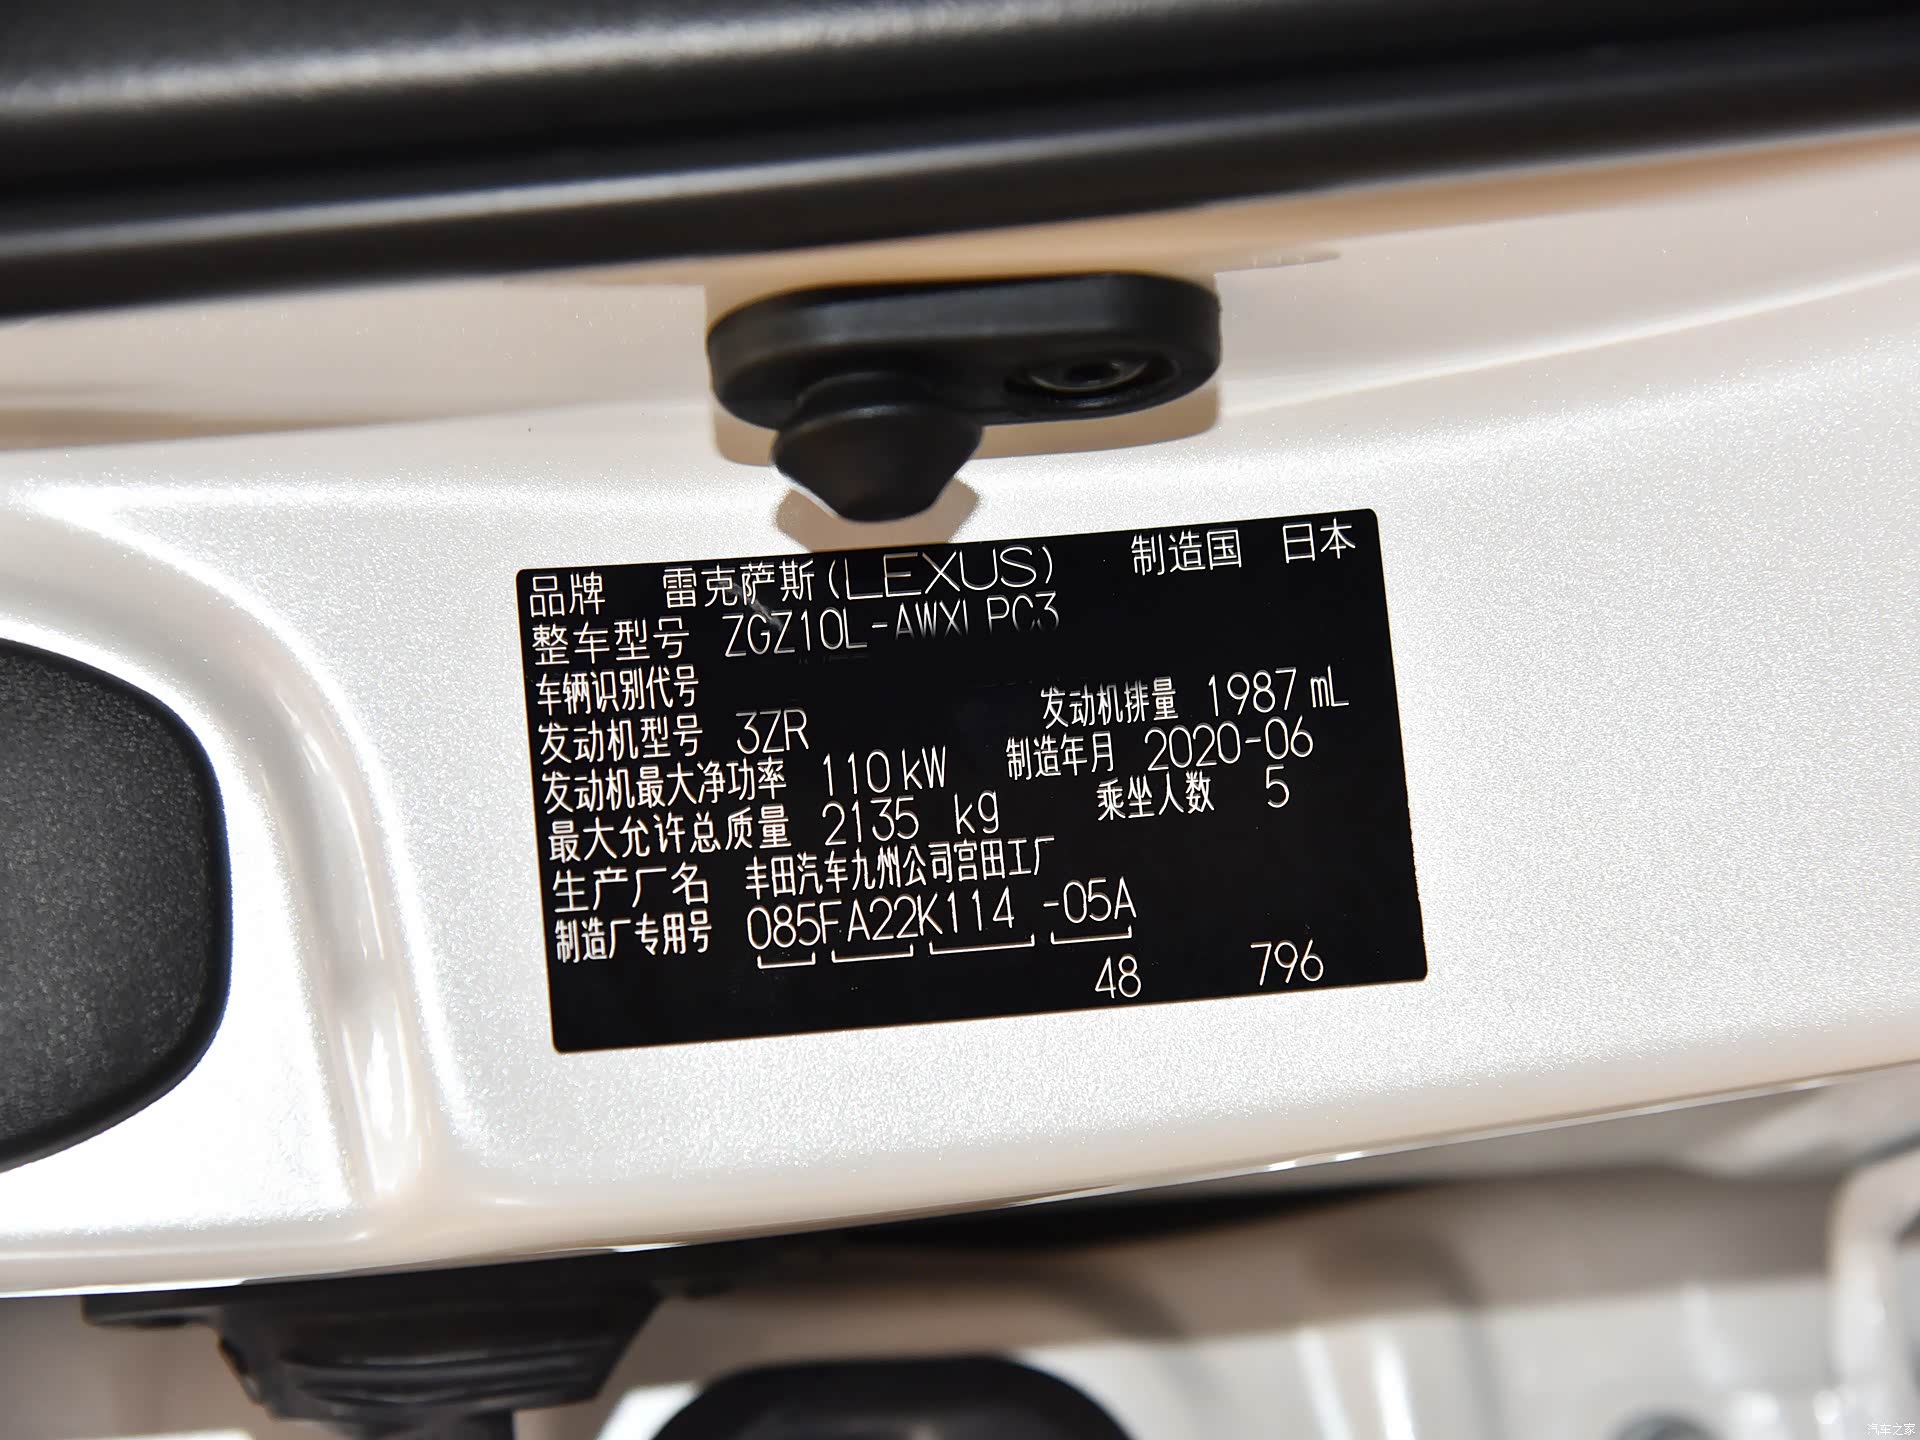 品牌 雷克萨斯(LEXUS) 制造国 日本
整车型号 ZGZ10L-AWXLPC3
车辆识别代号
发动机型号 3ZR 发动机排量 1987 mL
发动机最大净功率 110 kW 制造年月 2020-06
最大允许总质量 2135 kg 乘坐人数 5
生产厂名 丰田汽车九州公司宫田工厂
制造厂专用号 085FA22K114 -05A
48 796
汽车之家